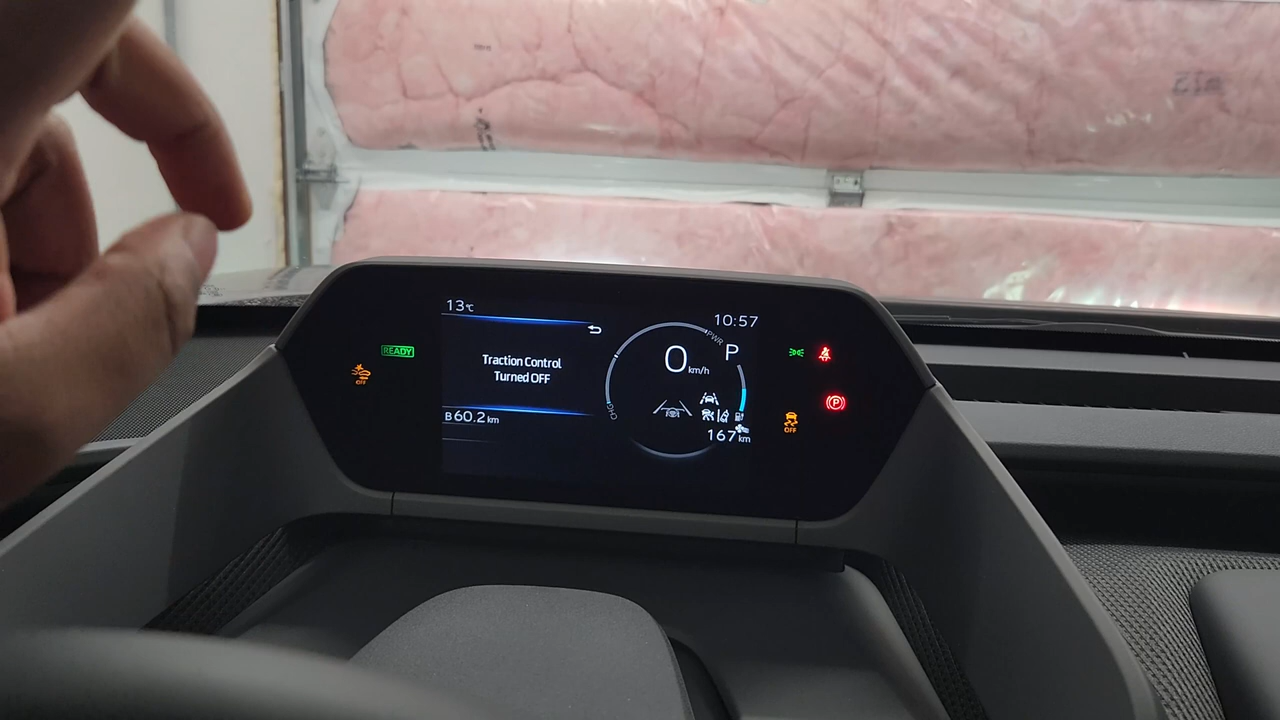 13°C
10:57
READY
PWR
P
0 km/h
Traction Control
Turned OFF
OFF
CHG
B 60.2 km
OFF
167 km
P